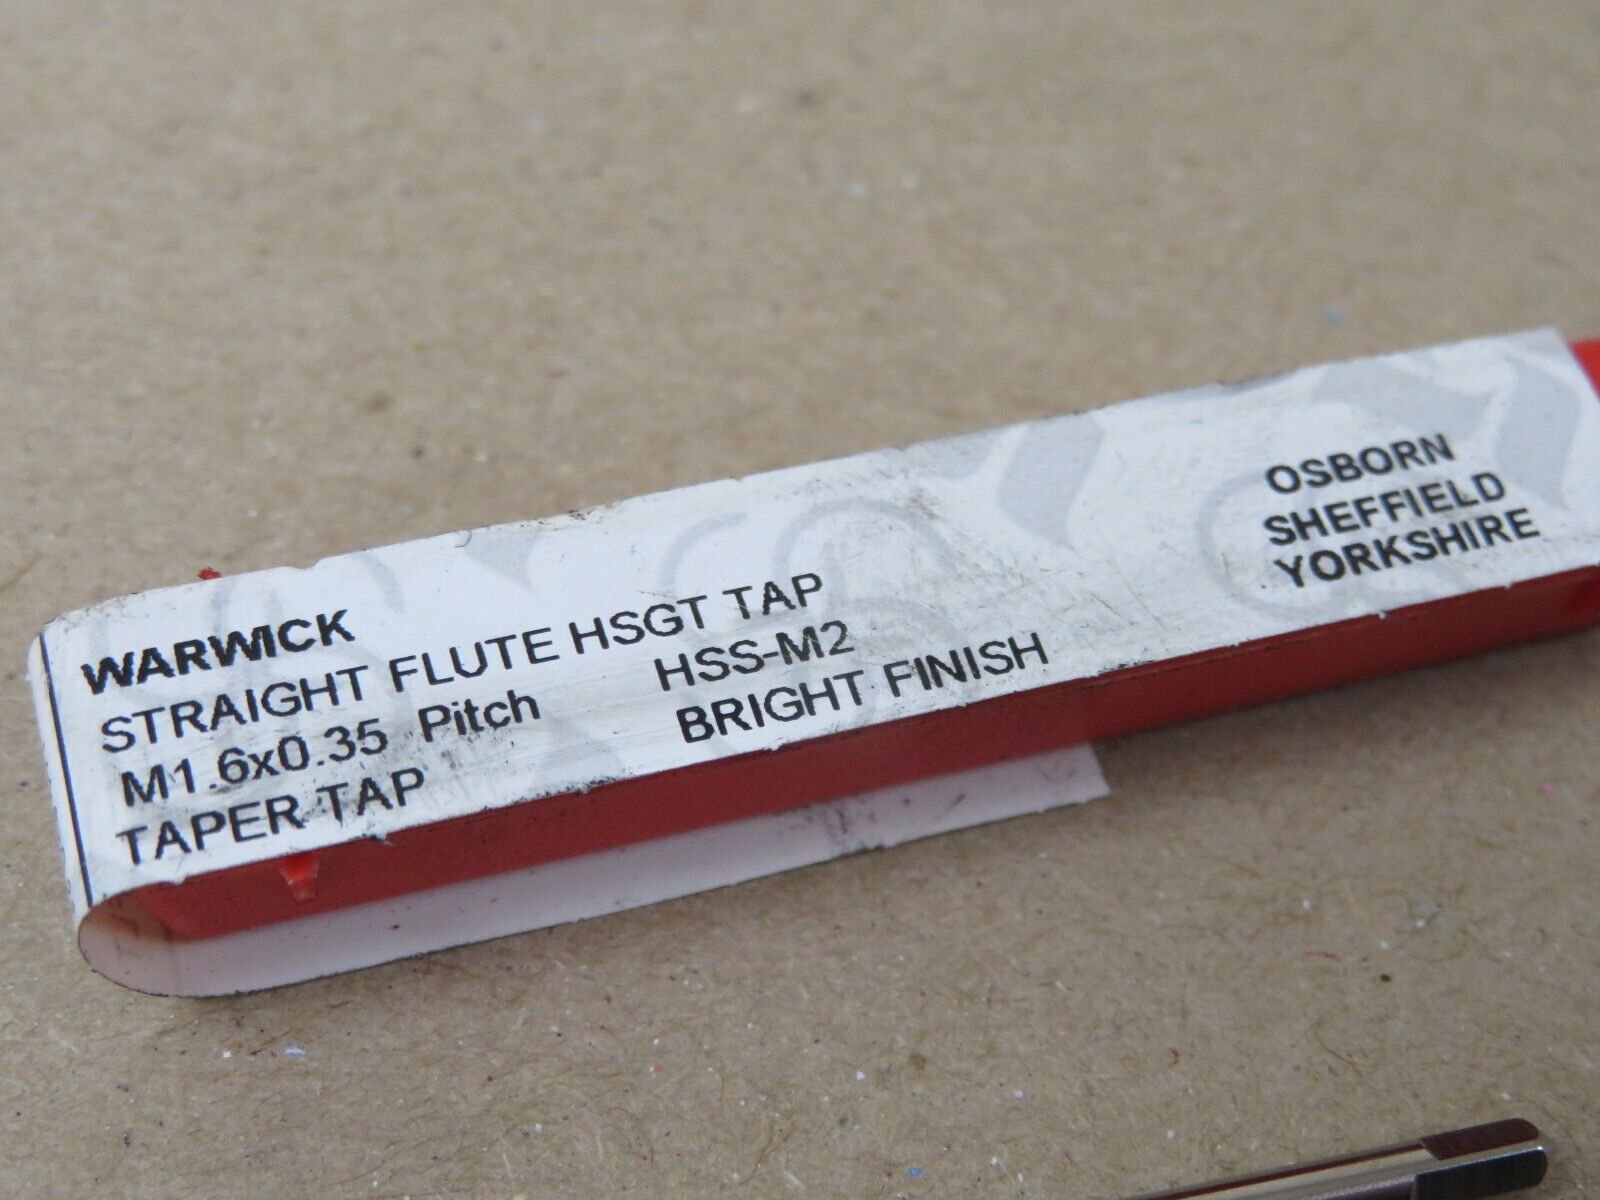 WARWICK
STRAIGHT FLUTE HSGT TAP
M1.6x0.35 Pitch HSS-M2
TAPER TAP BRIGHT FINISH
OSBORN
SHEFFIELD
YORKSHIRE